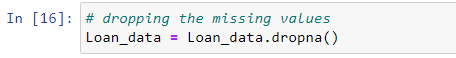 In [16]: # dropping the missing values
Loan_data = Loan_data.dropna()